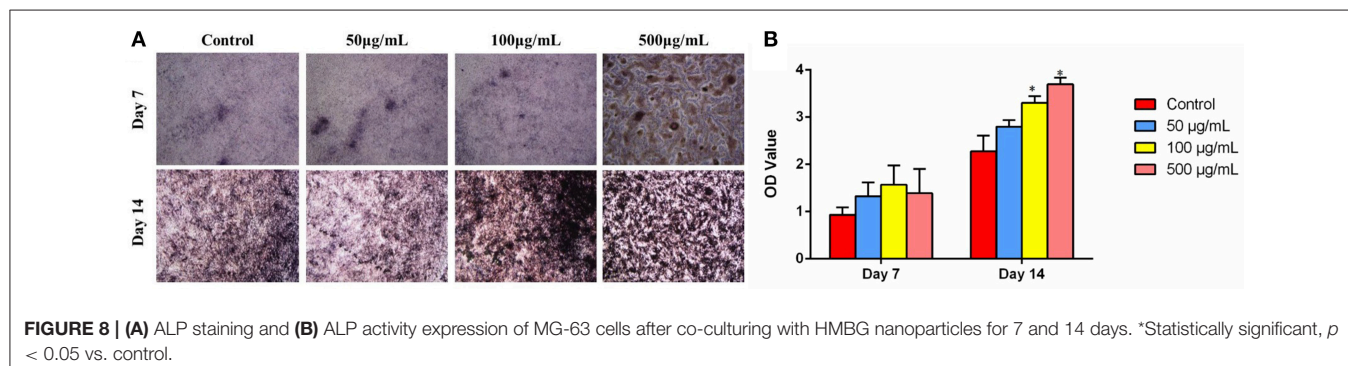 A
Control
50µg/mL
100µg/mL
500µg/mL
Day 7
Day 14
B
OD Value
4
3
2
1
0
*
*
Day 7
Day 14
Control
50 µg/mL
100 µg/mL
500 µg/mL
FIGURE 8 | (A) ALP staining and (B) ALP activity expression of MG-63 cells after co-culturing with HMBG nanoparticles for 7 and 14 days. *Statistically significant, p
< 0.05 vs. control.